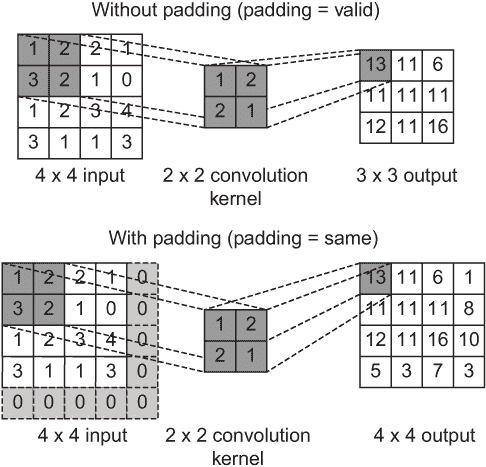 Without padding (padding = valid)
1 2 2 1
3 2 1 0
1 2 3 4
3 1 1 3
1 2
2 1
13 11 6
11 11 11
12 11 16
4 x 4 input
2 x 2 convolution
kernel
3 x 3 output
With padding (padding = same)
1 2 2 1 0
3 2 1 0 0
1 2 3 4 0
3 1 1 3 0
0 0 0 0 0
1 2
2 1
13 11 6 1
11 11 11 8
12 11 16 10
5 3 7 3
4 x 4 input
2 x 2 convolution
kernel
4 x 4 output